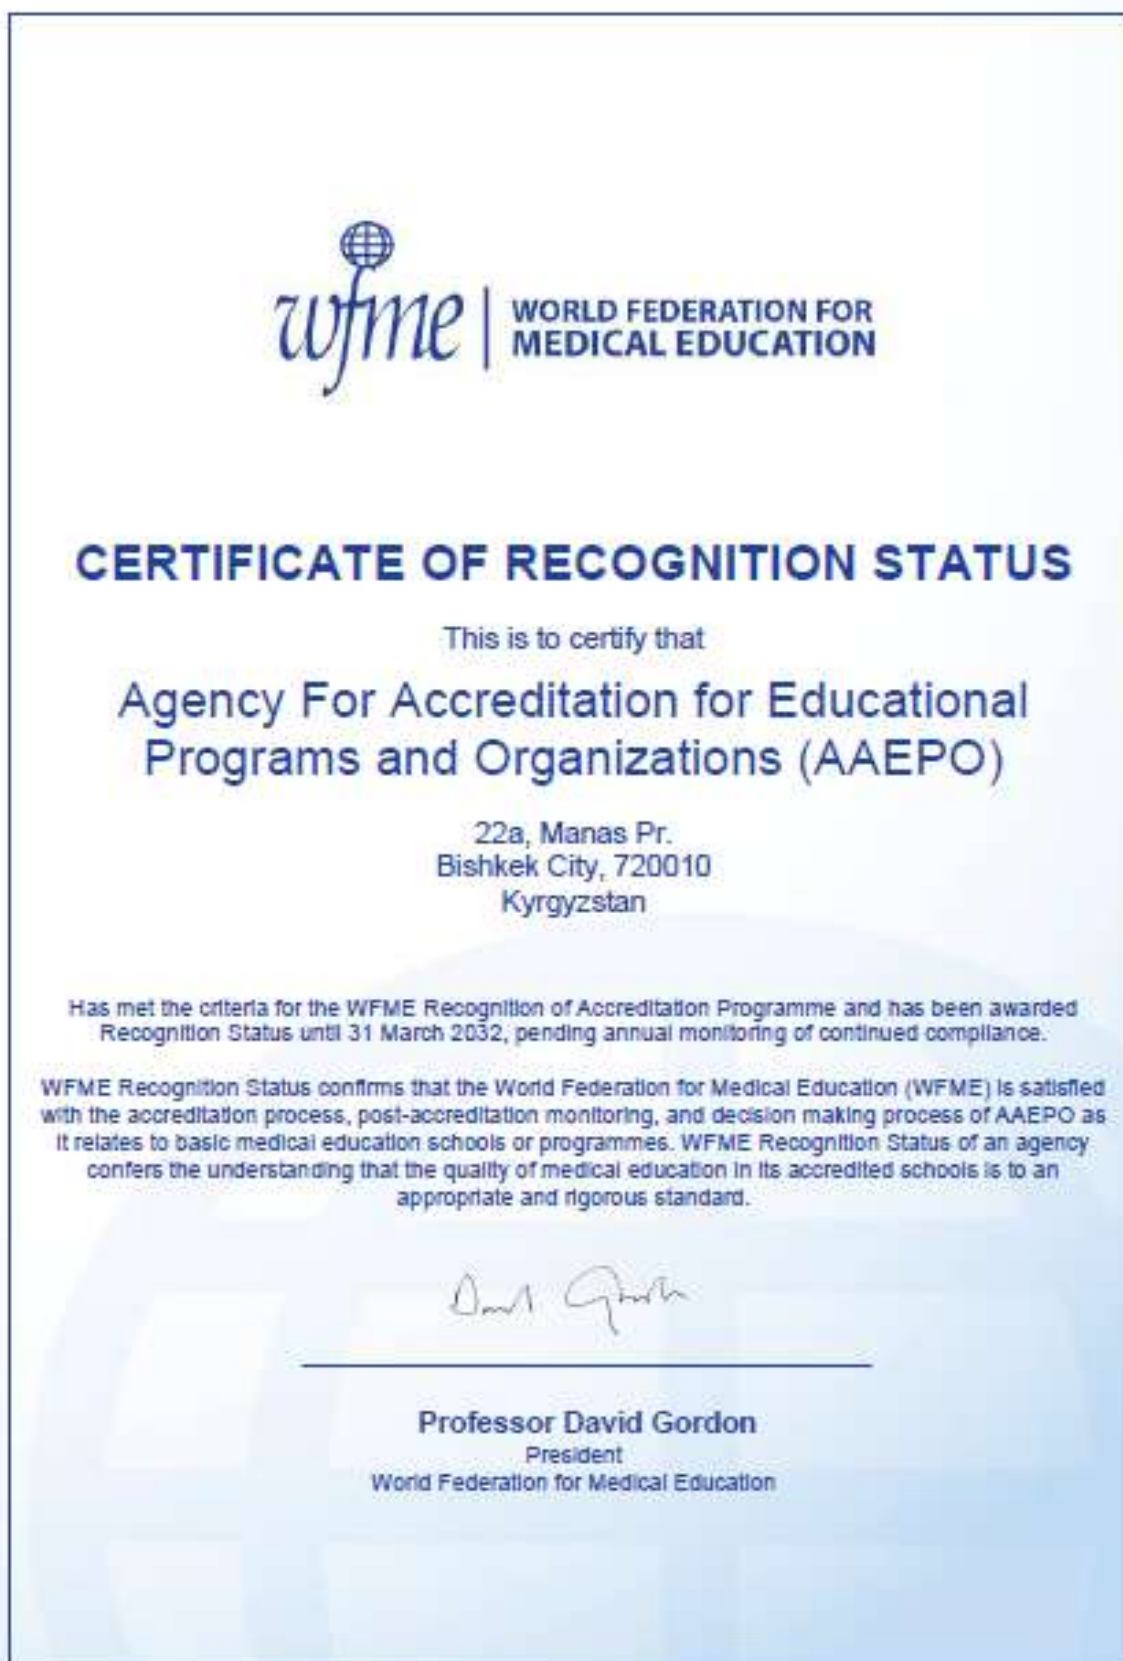 wfme
WORLD FEDERATION FOR
MEDICAL EDUCATION
CERTIFICATE OF RECOGNITION STATUS
This is to certify that
Agency For Accreditation for Educational
Programs and Organizations (AAEPO)
22a, Manas Pr.
Bishkek City, 720010
Kyrgyzstan
Has met the criteria for the WFME Recognition of Accreditation Programme and has been awarded
Recognition Status until 31 March 2032, pending annual monitoring of continued compliance.
WFME Recognition Status confirms that the World Federation for Medical Education (WFME) is satisfied
with the accreditation process, post-accreditation monitoring, and decision making process of AAEPO as
it relates to basic medical education schools or programmes. WFME Recognition Status of an agency
confers the understanding that the quality of medical education in its accredited schools is to an
appropriate and rigorous standard.
David Gordon
Professor David Gordon
President
World Federation for Medical Education